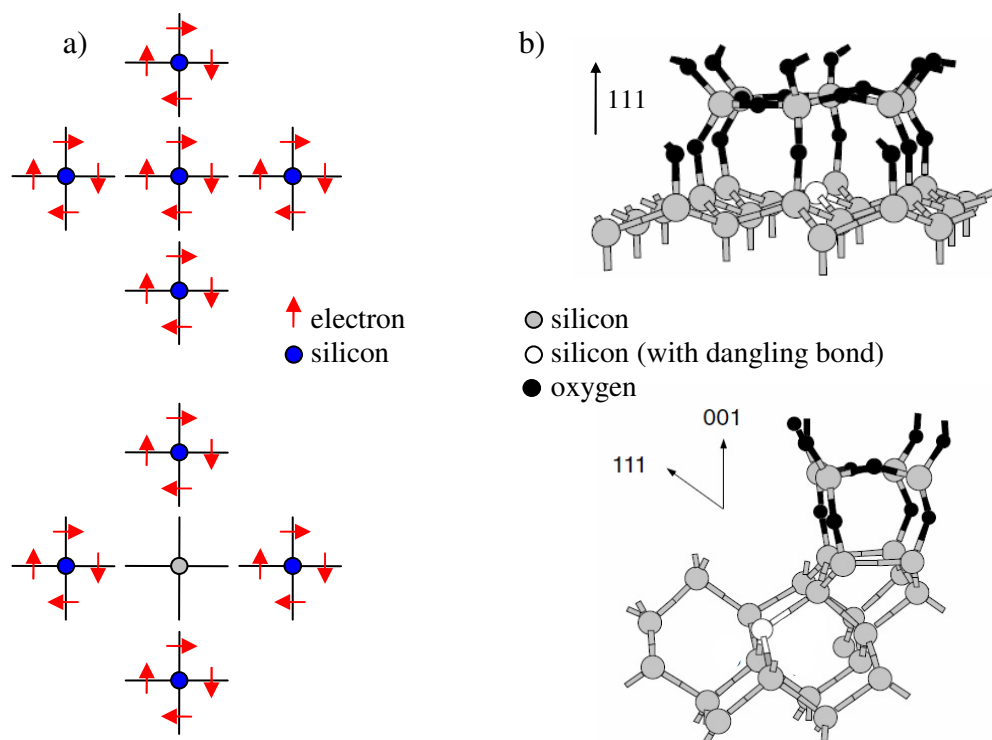 a)
b)
111
electron
silicon
silicon
silicon (with dangling bond)
oxygen
001
111